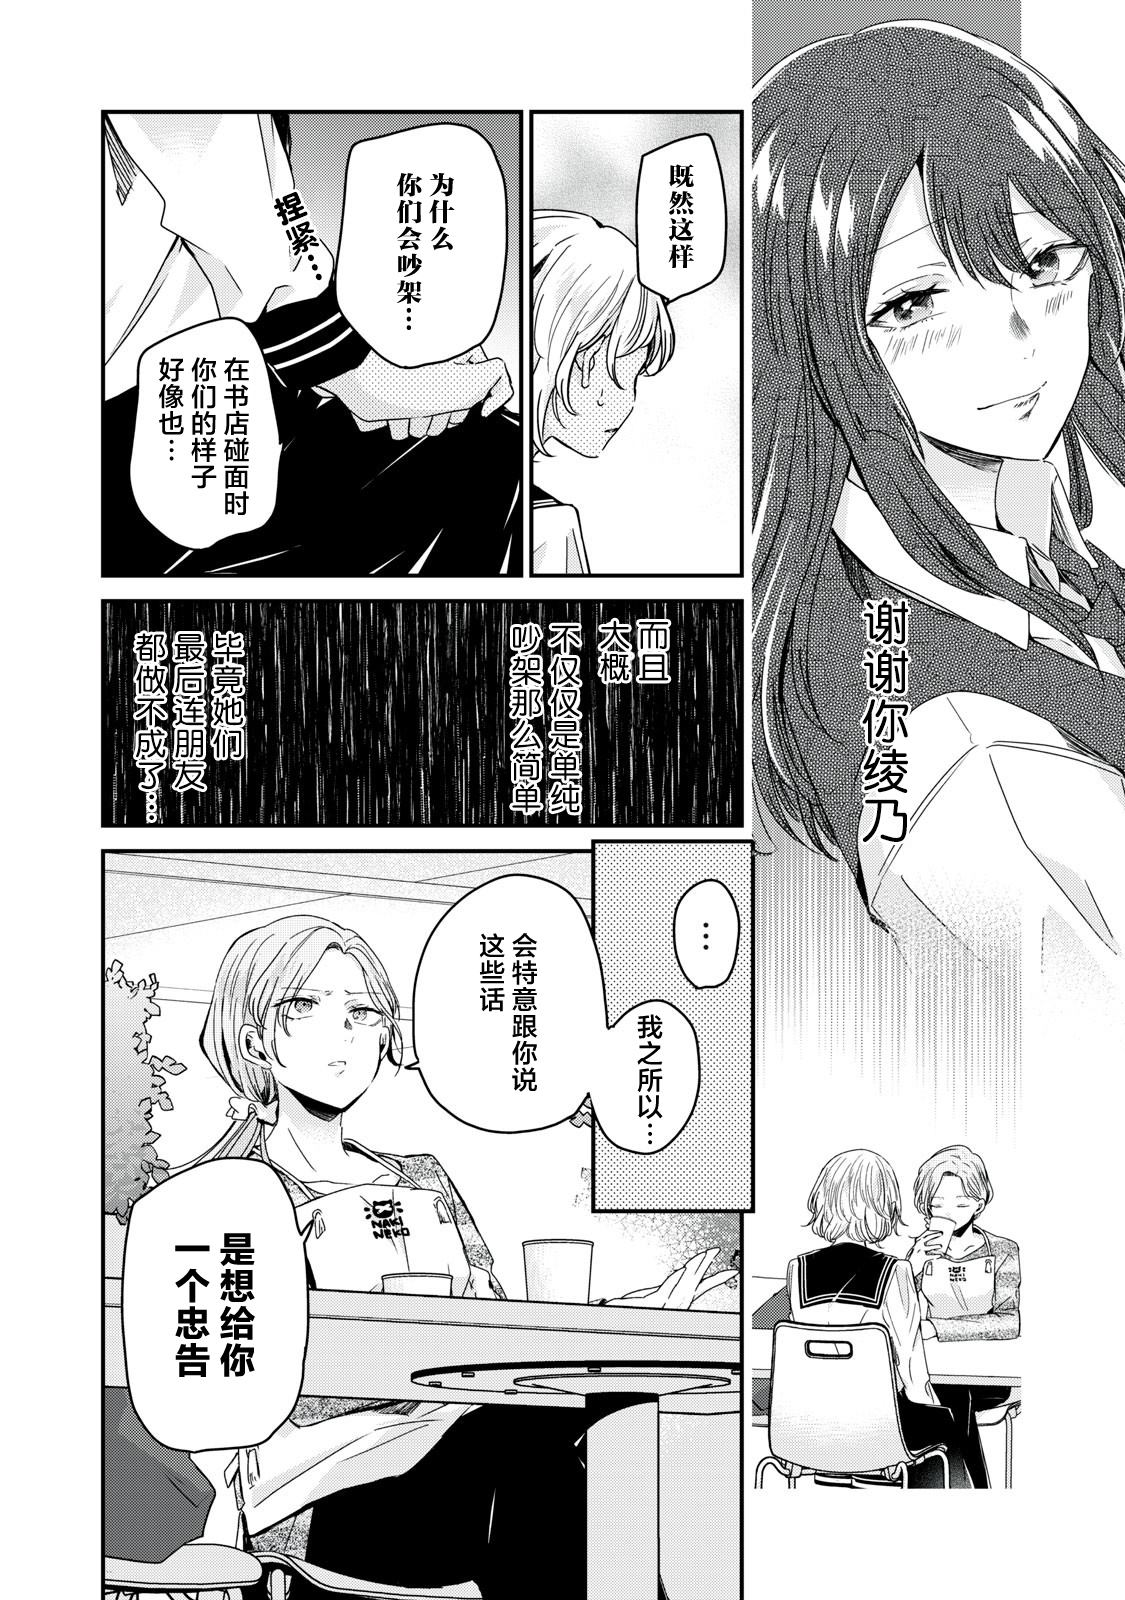 谢谢你绫乃
既然这样
为什么
你们会吵架…
捏紧…
在书店碰面时
你们的样子
好像也…
而且
大概
不仅仅是单纯
吵架那么简单
毕竟她们
最后连朋友
都做不成了…
…
我之所以…
会特意跟你说
这些话
是想给你
一个忠告
NAKI
NEKO
NAKI
NEKO